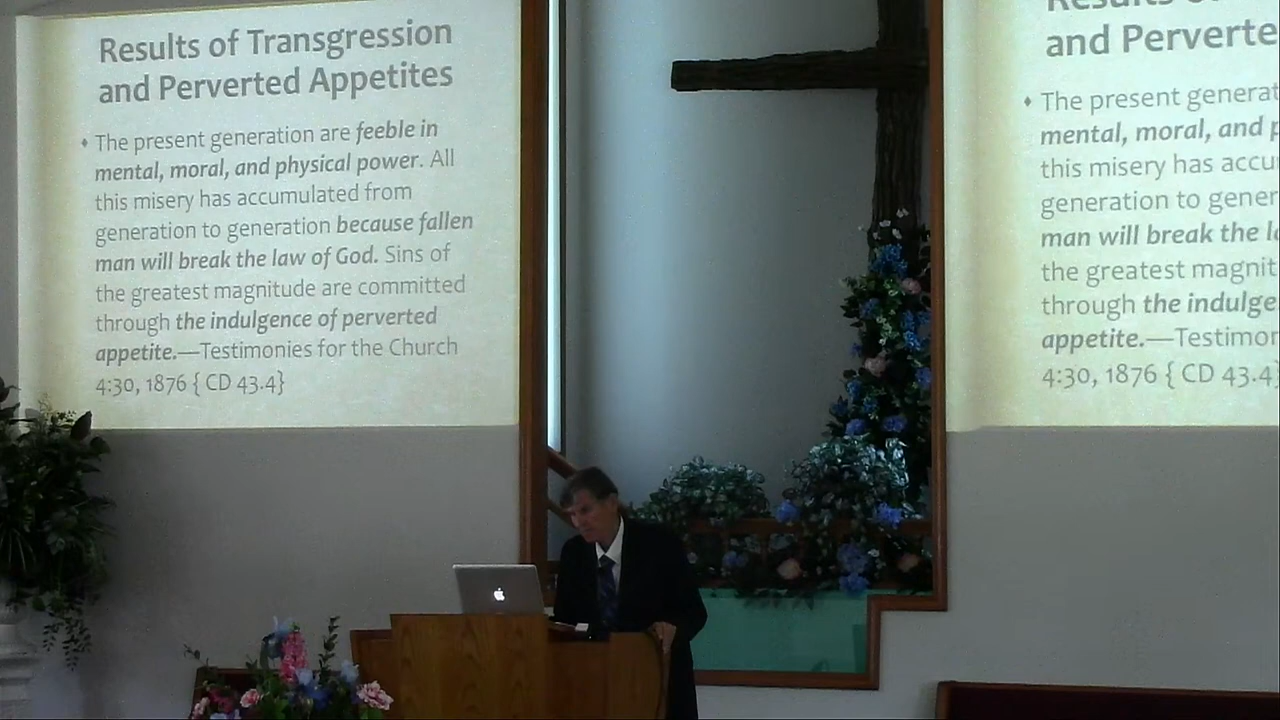 Results of Transgression
and Perverted Appetites
The present generation are feeble in
mental, moral, and physical power. All
this misery has accumulated from
generation to generation because fallen
man will break the law of God. Sins of
the greatest magnitude are committed
through the indulgence of perverted
appetite.—Testimonies for the Church
4:30, 1876 { CD 43.4}
Results of
and Perverte
The present generat
mental, moral, and p
this misery has accu
generation to gener
man will break the l
the greatest magnit
through the indulge
appetite.—Testimon
4:30, 1876 { CD 43.4}